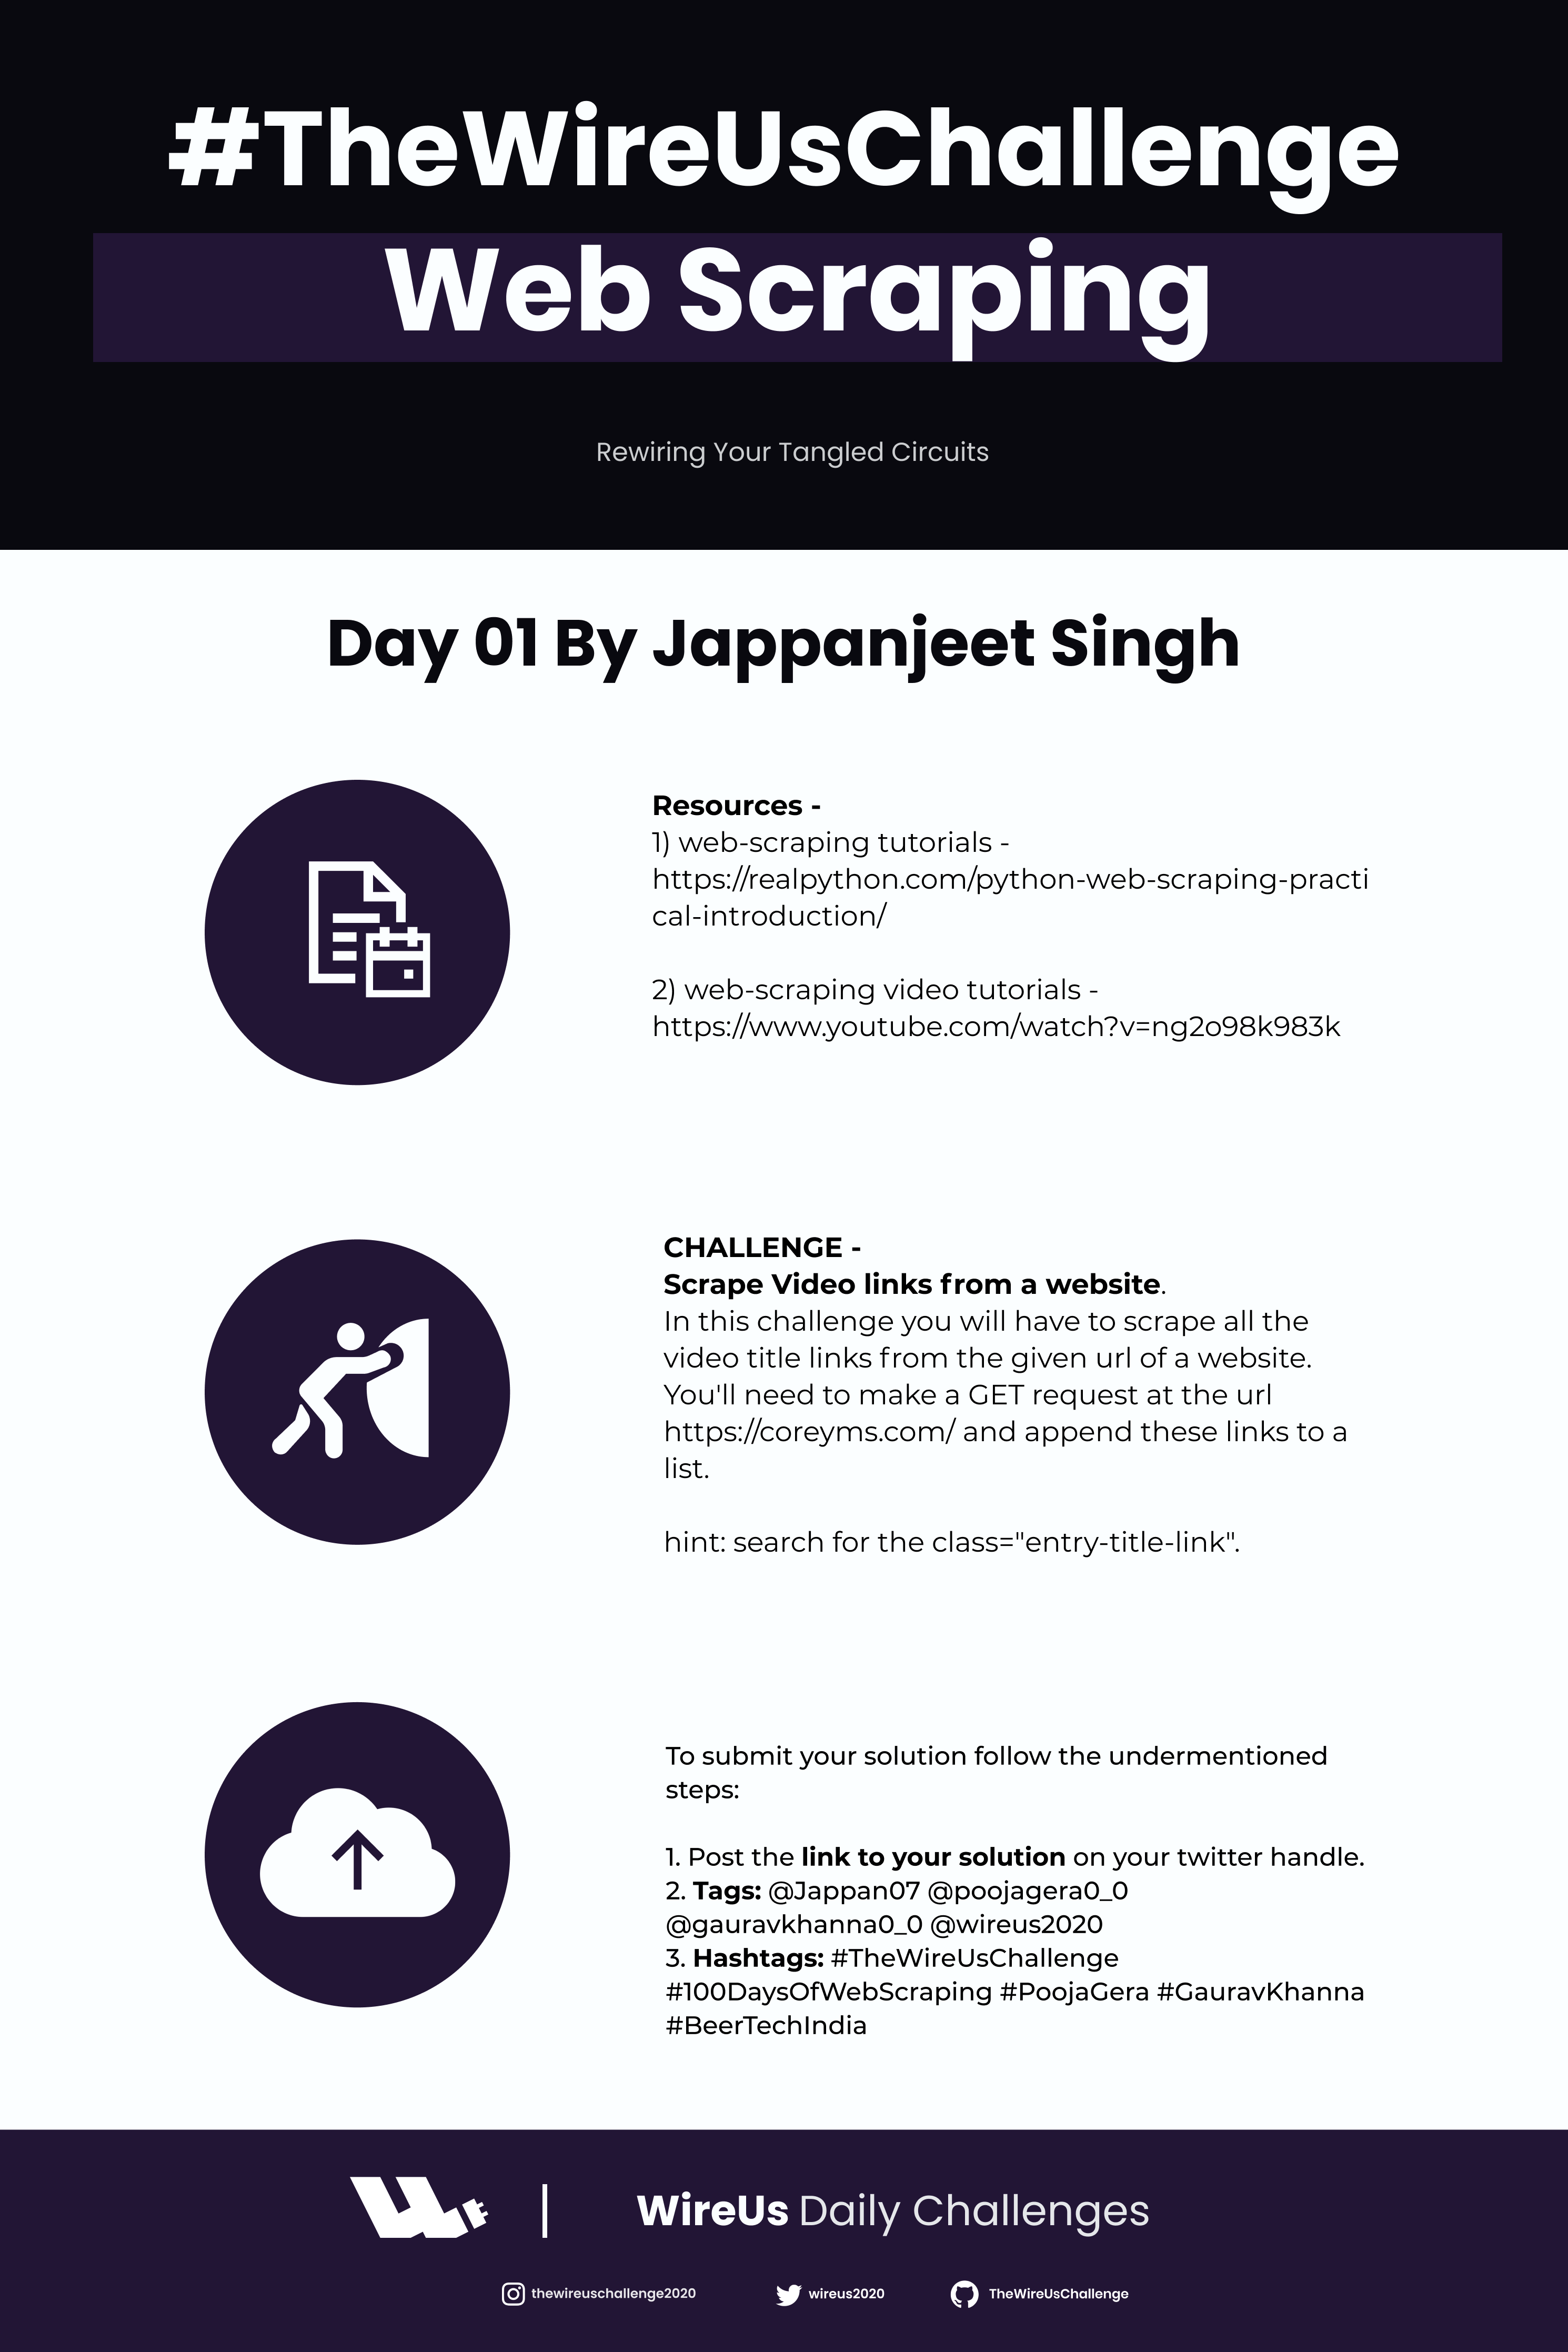 #TheWireUsChallenge
Web Scraping
Rewiring Your Tangled Circuits
Day 01 By Jappanjeet Singh
Resources -
1) web-scraping tutorials -
https://realpython.com/python-web-scraping-practi
cal-introduction/
2) web-scraping video tutorials -
https://www.youtube.com/watch?v=ng2o98k983k
CHALLENGE -
Scrape Video links from a website.
In this challenge you will have to scrape all the
video title links from the given url of a website.
You'll need to make a GET request at the url
https://coreyms.com/ and append these links to a
list.
hint: search for the class="entry-title-link".
To submit your solution follow the undermentioned
steps:
1. Post the link to your solution on your twitter handle.
2. Tags: @Jappan07 @poojagera0_0
@gauravkhanna0_0 @wireus2020
3. Hashtags: #TheWireUsChallenge
#100DaysOfWebScraping #PoojaGera #GauravKhanna
#BeerTechIndia
WireUs Daily Challenges
thewireuschallenge2020 wireus2020 TheWireUsChallenge